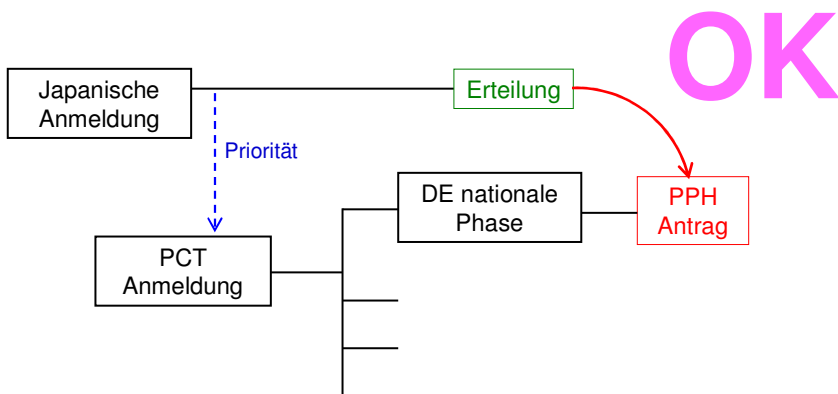 OK
Japanische
Anmeldung
Erteilung
Priorität
DE nationale
Phase
PPH
Antrag
PCT
Anmeldung